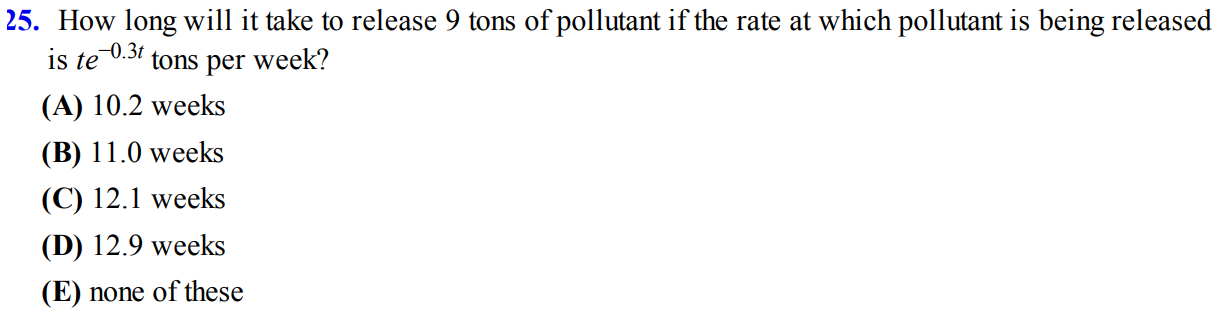 25. How long will it take to release 9 tons of pollutant if the rate at which pollutant is being released
is te^−0.3t tons per week?
(A) 10.2 weeks
(B) 11.0 weeks
(C) 12.1 weeks
(D) 12.9 weeks
(E) none of these